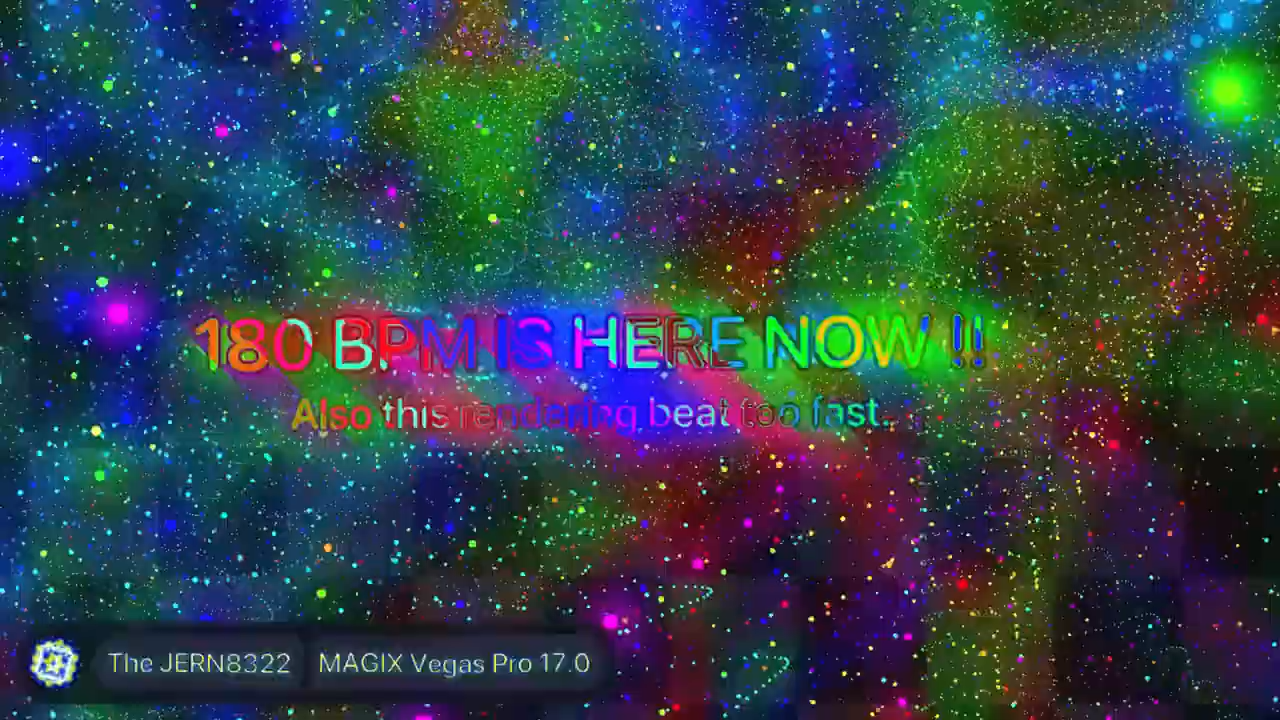 180 BPM IS HERE NOW !!
Also this rendering beat too fast.
The JERN8322 MAGIX Vegas Pro 17.0